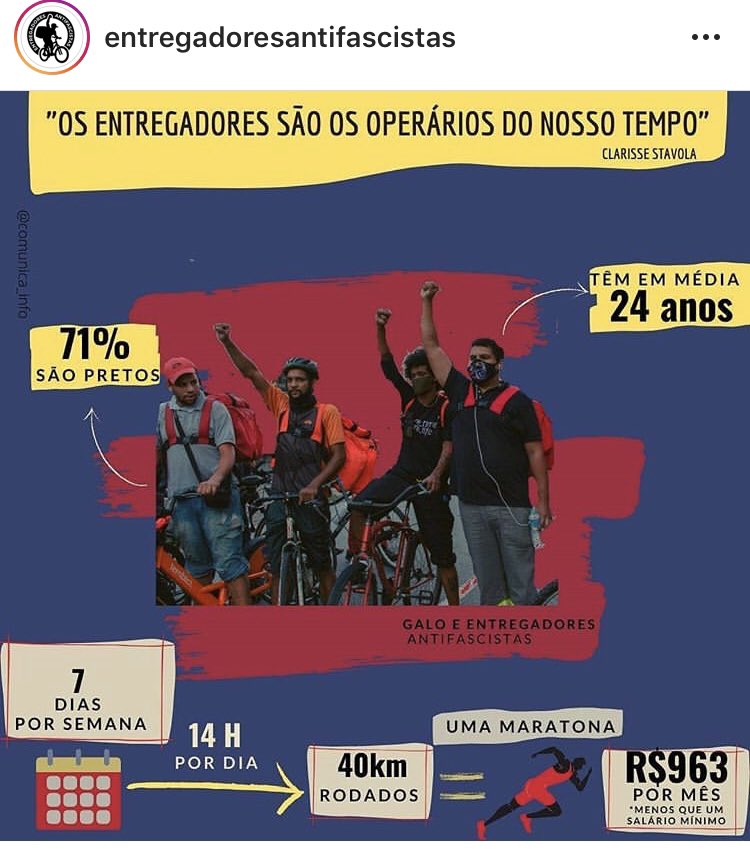 entregadoresantifascistas
"OS ENTREGADORES SÃO OS OPERÁRIOS DO NOSSO TEMPO"
CLARISSE STAVOLA
@comunica_info
TÊM EM MÉDIA
24 anos
71%
SÃO PRETOS
GALO E ENTREGADORES
ANTIFASCISTAS
7
DIAS
POR SEMANA
14 H
POR DIA
40km
RODADOS
UMA MARATONA
R$963
POR MÊS
*MENOS QUE UM
SALÁRIO MÍNIMO